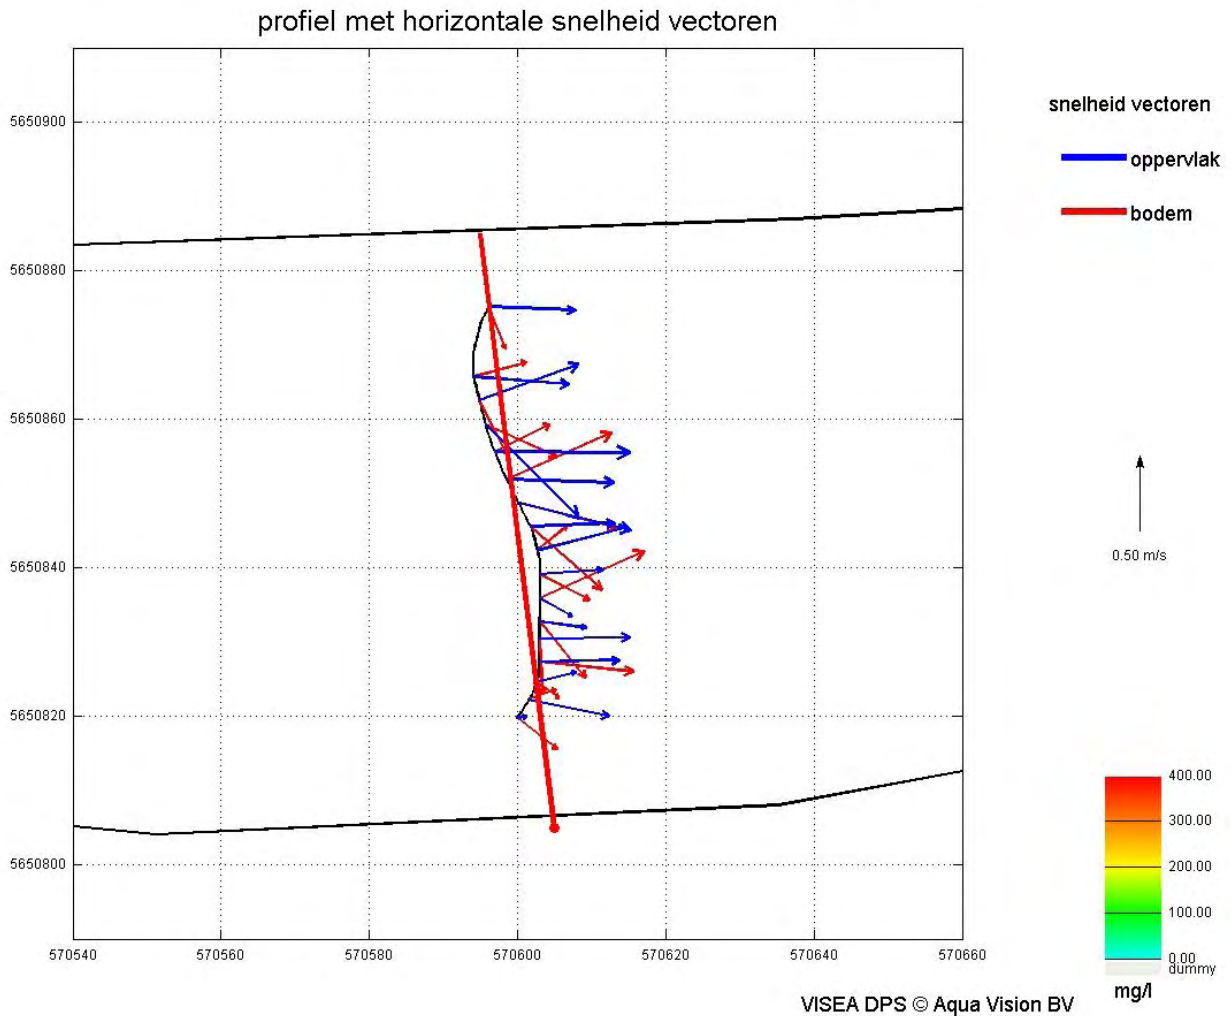 profiel met horizontale snelheid vectoren
snelheid vectoren
oppervlak
bodem
5650900
5650880
5650860
5650840
5650820
5650800
0.50 m/s
400.00
300.00
200.00
100.00
0.00
dummy
mg/l
570540 570560 570580 570600 570620 570640 570660
VISEA DPS © Aqua Vision BV